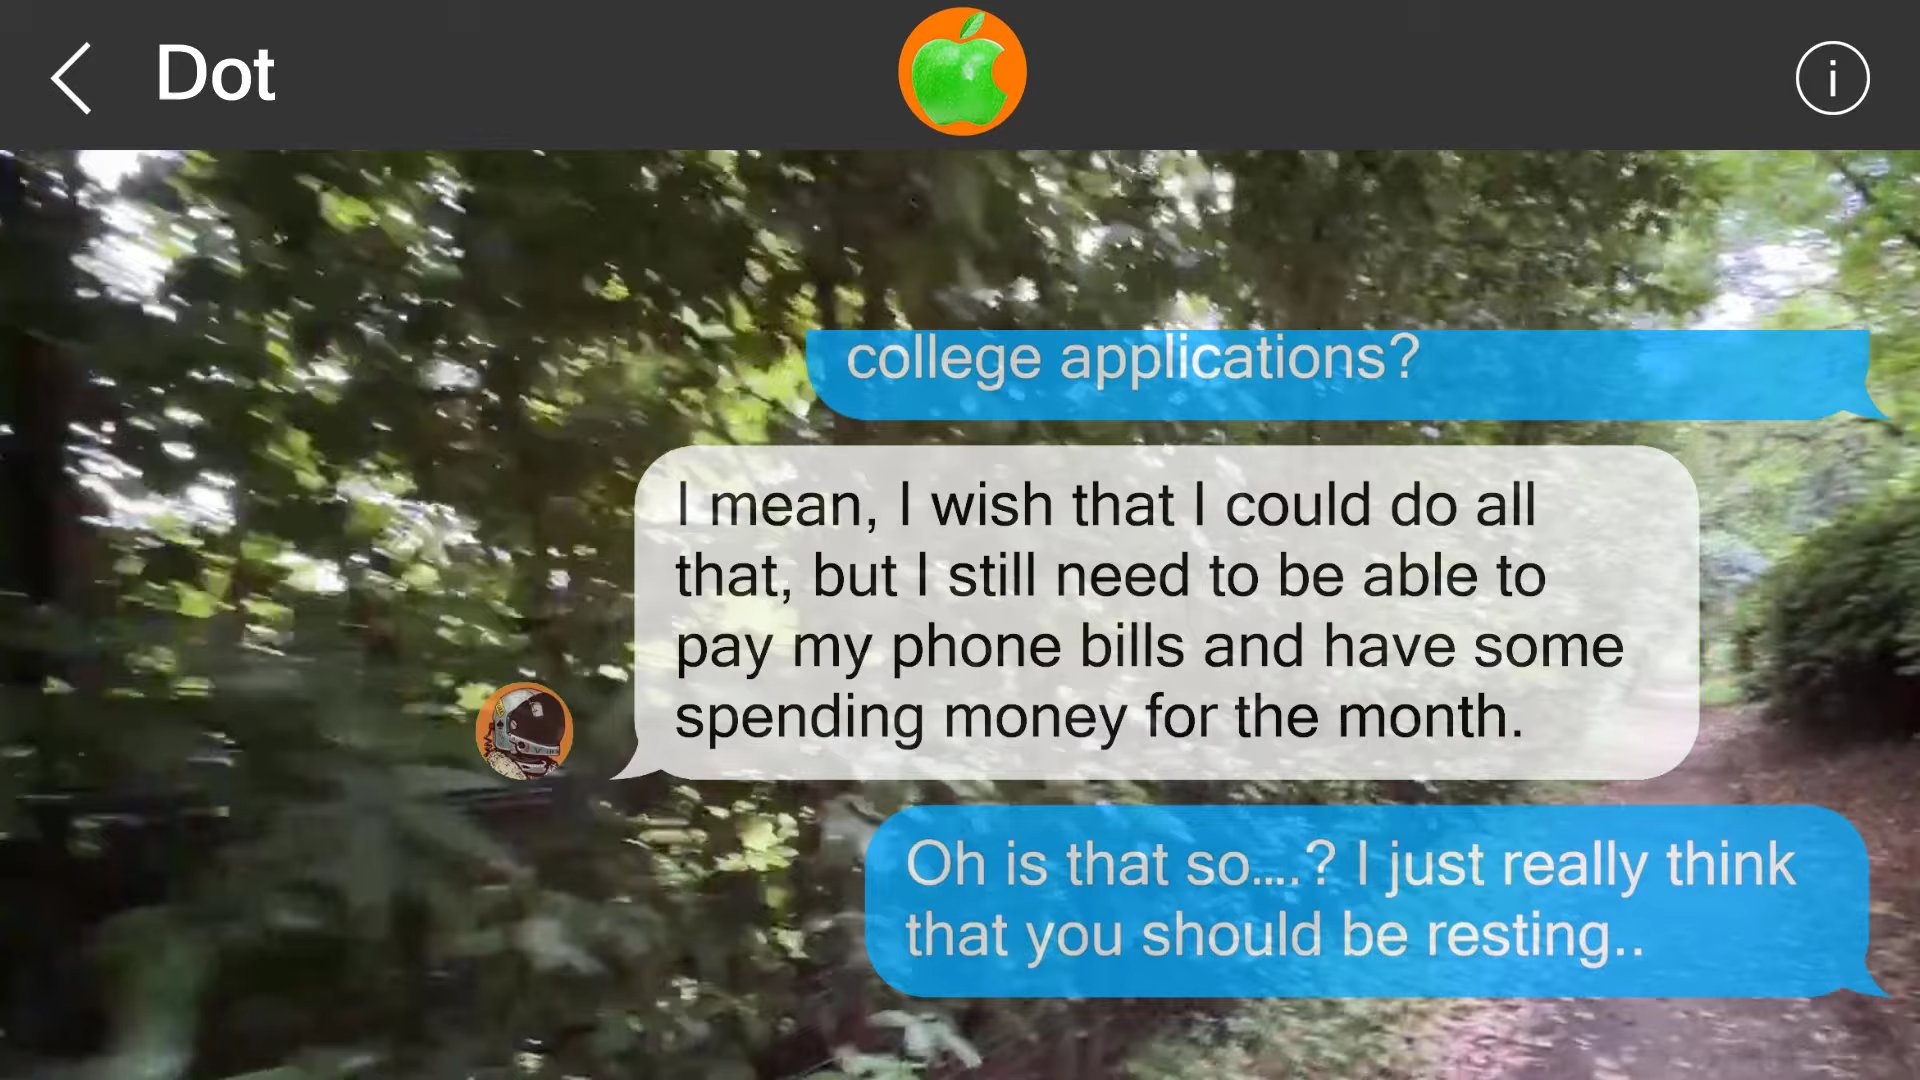 Dot
college applications?
I mean, I wish that I could do all
that, but I still need to be able to
pay my phone bills and have some
spending money for the month.
Oh is that so....? I just really think
that you should be resting..